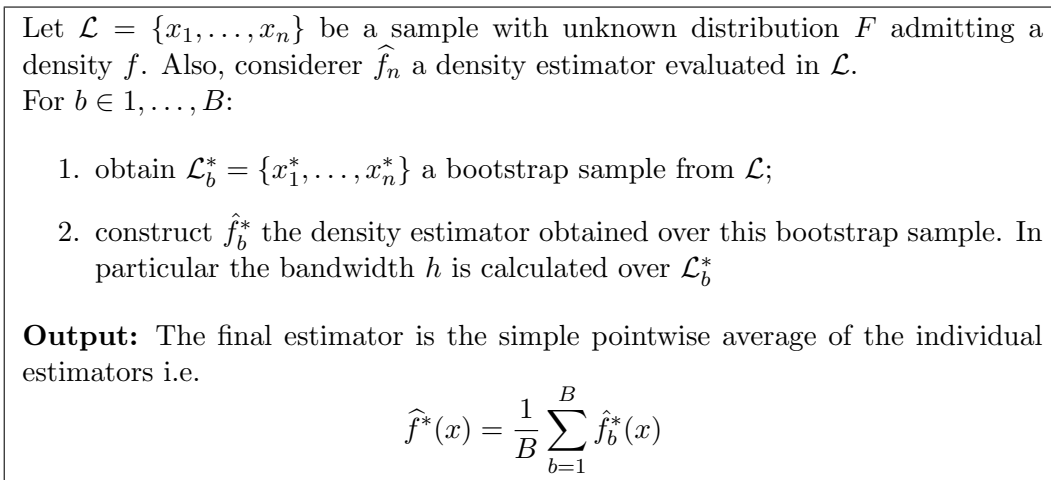 Let $\mathcal{L} = \{x_1, \ldots, x_n\}$ be a sample with unknown distribution $F$ admitting a
density $f$. Also, considerer $\widehat{f}_n$ a density estimator evaluated in $\mathcal{L}$.
For $b \in 1, \ldots, B$:
1. obtain $\mathcal{L}_b^* = \{x_1^*, \ldots, x_n^*\}$ a bootstrap sample from $\mathcal{L}$;
2. construct $\hat{f}_b^*$ the density estimator obtained over this bootstrap sample. In
particular the bandwidth $h$ is calculated over $\mathcal{L}_b^*$
Output: The final estimator is the simple pointwise average of the individual
estimators i.e.
$\widehat{f}^*(x) = \frac{1}{B} \sum_{b=1}^{B} \hat{f}_b^*(x)$